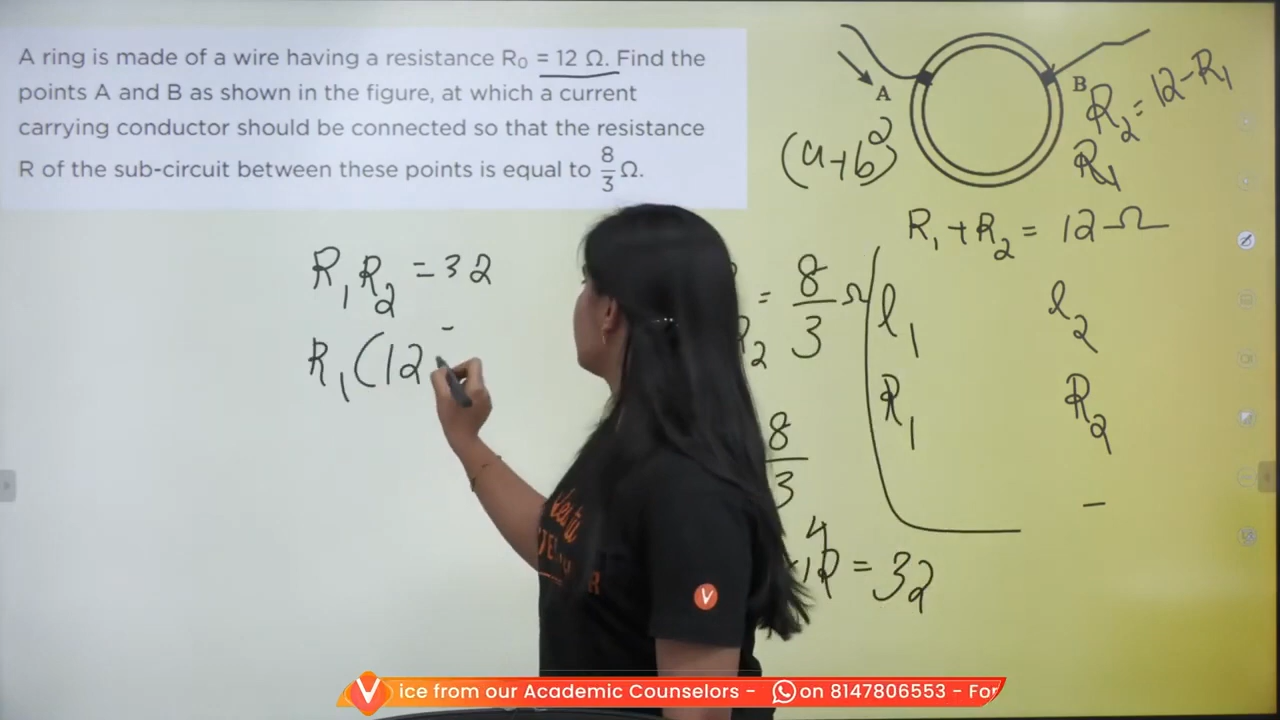 A ring is made of a wire having a resistance R₀ = 12 Ω. Find the
points A and B as shown in the figure, at which a current
carrying conductor should be connected so that the resistance
R of the sub-circuit between these points is equal to 8/3 Ω.
A
B
R₂ = 12 - R₁
(a+b)²
R₁
R₁ + R₂ = 12 Ω
R₁R₂ = 32
R₁(12
2 = 8/3 Ω
l₁ l₂
R₁ R₂
8/3
4
12 = 32
V
ice from our Academic Counselors - on 8147806553 - For